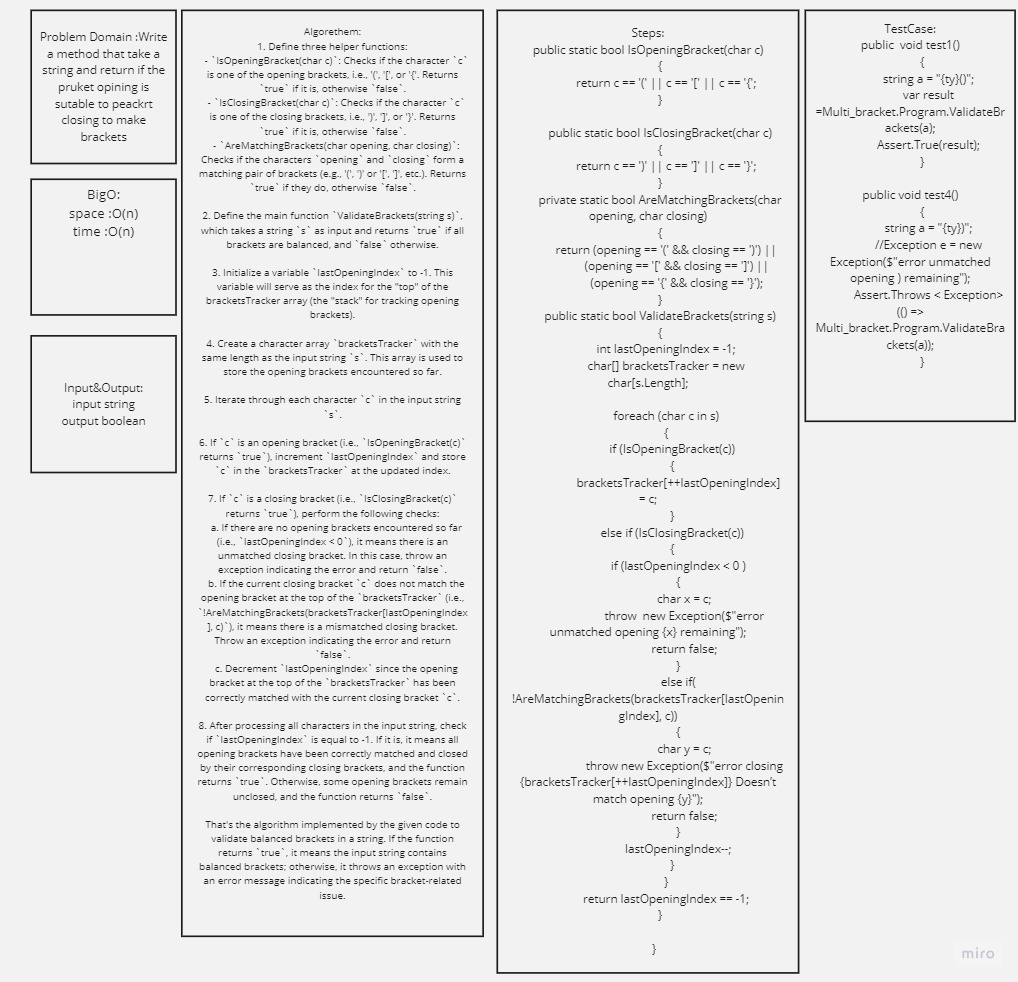 Problem Domain :Write
a method that take a
string and return if the
pruket opining is
sutable to peackrt
closing to make
brackets
BigO:
space :O(n)
time :O(n)
Input&Output:
input string
output boolean
Algorethem:
1. Define three helper functions:
- `IsOpeningBracket(char c)`: Checks if the character `c`
is one of the opening brackets, i.e., '(', '[', or '{'. Returns
`true` if it is, otherwise `false`.
- `IsClosingBracket(char c)`: Checks if the character `c`
is one of the closing brackets, i.e., ')', ']', or '}'. Returns
`true` if it is, otherwise `false`.
- `AreMatchingBrackets(char opening, char closing)`:
Checks if the characters `opening` and `closing` form a
matching pair of brackets (e.g., '(', ')' or '[', ']', etc.). Returns
`true` if they do, otherwise `false`.
2. Define the main function `ValidateBrackets(string s)`,
which takes a string `s` as input and returns `true` if all
brackets are balanced, and `false` otherwise.
3. Initialize a variable `lastOpeningIndex` to -1. This
variable will serve as the index for the "top" of the
bracketsTracker array (the "stack" for tracking opening
brackets).
4. Create a character array `bracketsTracker` with the
same length as the input string `s`. This array is used to
store the opening brackets encountered so far.
5. Iterate through each character `c` in the input string
`s`.
6. If `c` is an opening bracket (i.e., `IsOpeningBracket(c)`
returns `true`), increment `lastOpeningIndex` and store
`c` in the `bracketsTracker` at the updated index.
7. If `c` is a closing bracket (i.e., `IsClosingBracket(c)`
returns `true`), perform the following checks:
a. If there are no opening brackets encountered so far
(i.e., `lastOpeningIndex < 0`), it means there is an
unmatched closing bracket. In this case, throw an
exception indicating the error and return `false`.
b. If the current closing bracket `c` does not match the
opening bracket at the top of the `bracketsTracker` (i.e.,
`!AreMatchingBrackets(bracketsTracker[lastOpeningIndex
], c)`), it means there is a mismatched closing bracket.
Throw an exception indicating the error and return
`false`.
c. Decrement `lastOpeningIndex` since the opening
bracket at the top of the `bracketsTracker` has been
correctly matched with the current closing bracket `c`.
8. After processing all characters in the input string, check
if `lastOpeningIndex` is equal to -1. If it is, it means all
opening brackets have been correctly matched and closed
by their corresponding closing brackets, and the function
returns `true`. Otherwise, some opening brackets remain
unclosed, and the function returns `false`.
That's the algorithm implemented by the given code to
validate balanced brackets in a string. If the function
returns `true`, it means the input string contains
balanced brackets; otherwise, it throws an exception with
an error message indicating the specific bracket-related
issue.
Steps:
public static bool IsOpeningBracket(char c)
{
return c == '(' || c == '[' || c == '{';
}
public static bool IsClosingBracket(char c)
{
return c == ')' || c == ']' || c == '}';
}
private static bool AreMatchingBrackets(char
opening, char closing)
{
return (opening == '(' && closing == ')') ||
(opening == '[' && closing == ']') ||
(opening == '{' && closing == '}');
}
public static bool ValidateBrackets(string s)
{
int lastOpeningIndex = -1;
char[] bracketsTracker = new
char[s.Length];
foreach (char c in s)
{
if (IsOpeningBracket(c))
{
bracketsTracker[++lastOpeningIndex]
= c;
}
else if (IsClosingBracket(c))
{
if (lastOpeningIndex < 0 )
{
char x = c;
throw  new Exception($"error
unmatched opening {x} remaining");
return false;
}
else if(
!AreMatchingBrackets(bracketsTracker[lastOpenin
gIndex], c))
{
char y = c;
throw new Exception($"error closing
{bracketsTracker[++lastOpeningIndex]} Doesn't
match opening {y}");
return false;
}
lastOpeningIndex--;
}
}
return lastOpeningIndex == -1;
}
}
TestCase:
public  void test1()
{
string a = "{ty}()";
var result
=Multi_bracket.Program.ValidateBr
ackets(a);
Assert.True(result);
}
public void test4()
{
string a = "{ty})";
//Exception e = new
Exception($"error unmatched
opening ) remaining");
Assert.Throws < Exception>
(() =>
Multi_bracket.Program.ValidateBra
ckets(a));
}
miro